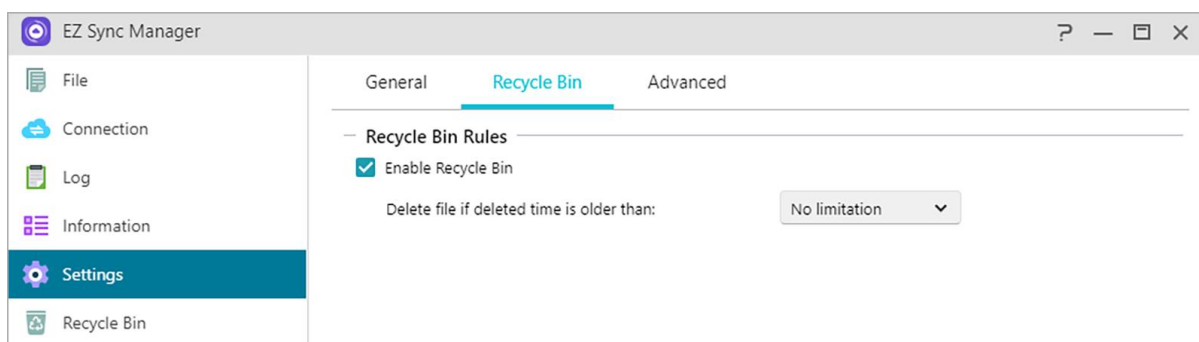 EZ Sync Manager
File
Connection
Log
Information
Settings
Recycle Bin
General Recycle Bin Advanced
Recycle Bin Rules
Enable Recycle Bin
Delete file if deleted time is older than: No limitation